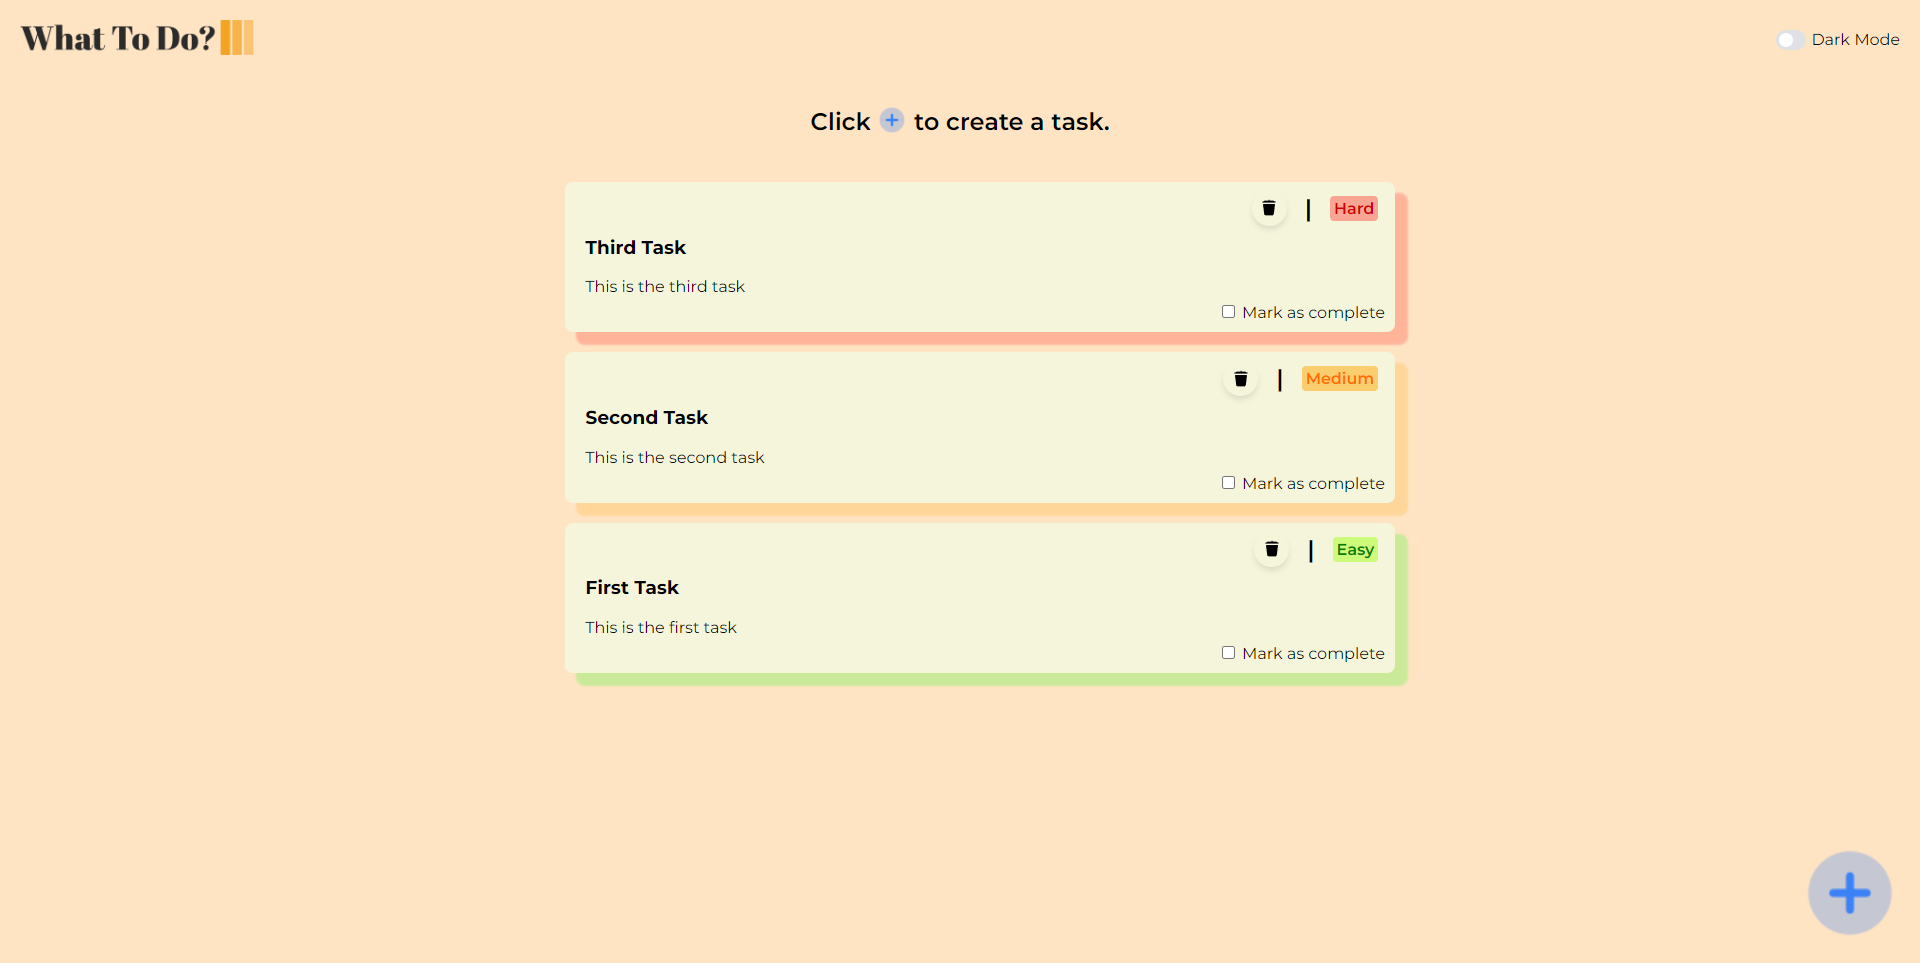 What To Do?
Dark Mode
Click + to create a task.
| Hard
Third Task
This is the third task
Mark as complete
| Medium
Second Task
This is the second task
Mark as complete
| Easy
First Task
This is the first task
Mark as complete
+